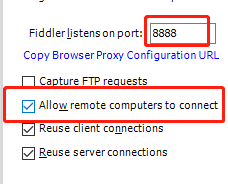 Fiddler listens on port: 8888
Copy Browser Proxy Configuration URL
Capture FTP requests
Allow remote computers to connect
Reuse client connections
Reuse server connections